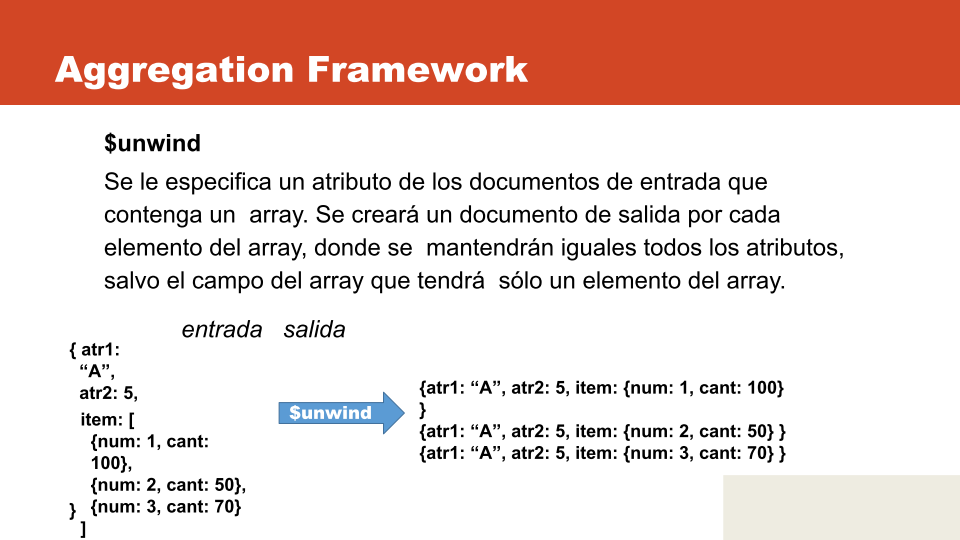 Aggregation Framework
$unwind
Se le especifica un atributo de los documentos de entrada que
contenga un  array. Se creará un documento de salida por cada
elemento del array, donde se  mantendrán iguales todos los atributos,
salvo el campo del array que tendrá  sólo un elemento del array.
entrada   salida
{ atr1:
“A”,
atr2: 5,
item: [
{num: 1, cant:
100},
{num: 2, cant: 50},
{num: 3, cant: 70}
}
]
$unwind
{atr1: “A”, atr2: 5, item: {num: 1, cant: 100}
}
{atr1: “A”, atr2: 5, item: {num: 2, cant: 50} }
{atr1: “A”, atr2: 5, item: {num: 3, cant: 70} }